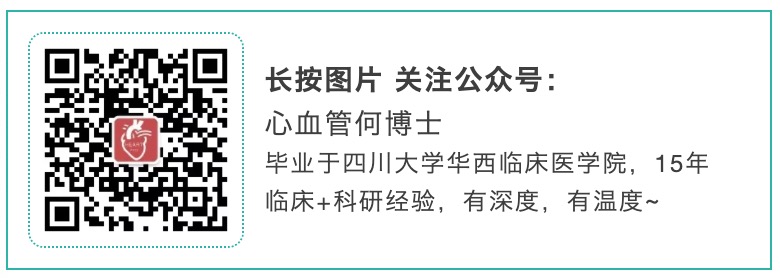 长按图片 关注公众号：
心血管何博士
毕业于四川大学华西临床医学院，15年
临床+科研经验，有深度，有温度~